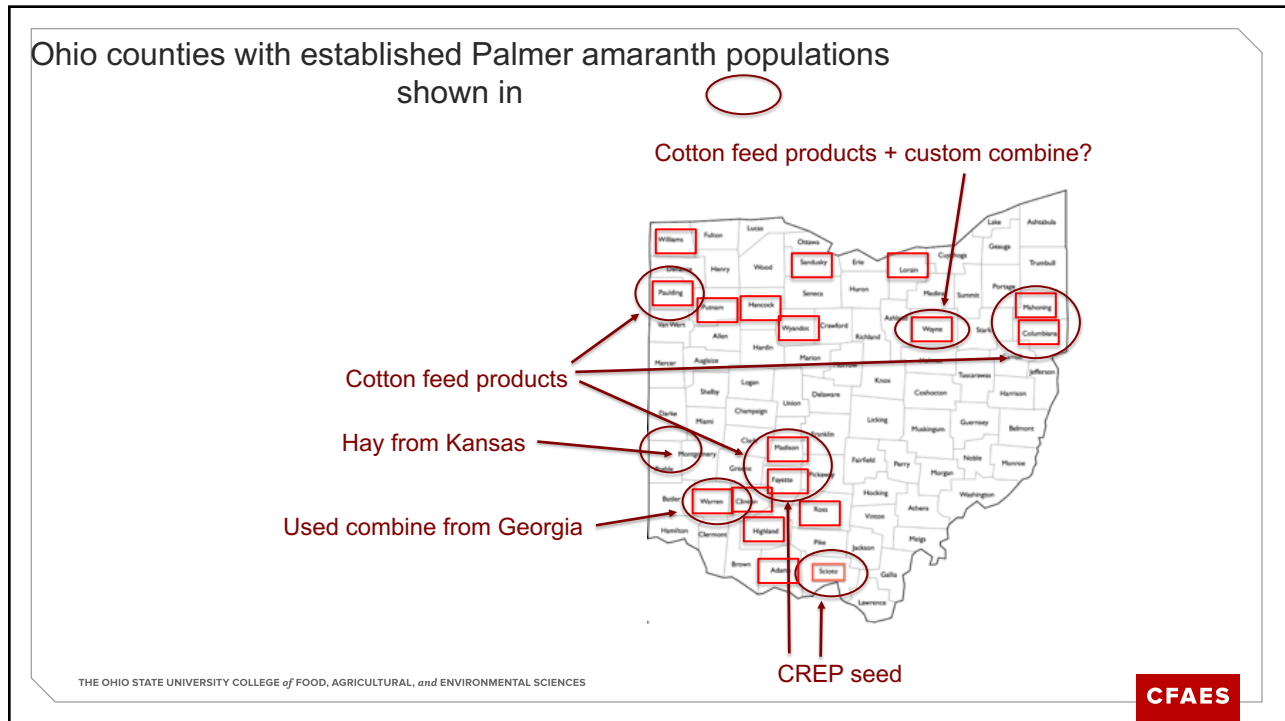 Ohio counties with established Palmer amaranth populations
shown in
Cotton feed products + custom combine?
Lake
Ashtabula
Williams
Fulton
Lucas
Ottawa
Geauga
Sandusky
Erie
Lorain
Cuyahoga
Trumbull
Defiance
Henry
Wood
Paulding
Seneca
Huron
Medina
Summit
Portage
Mahoning
Putnam
Hancock
Van Wert
Wyandot
Crawford
Ashland
Wayne
Stark
Columbiana
Allen
Richland
Hardin
Mercer
Auglaize
Marion
Morrow
Holmes
Tuscarawas
Jefferson
Cotton feed products
Logan
Knox
Shelby
Union
Delaware
Coshocton
Harrison
Champaign
Darke
Miami
Licking
Muskingum
Guernsey
Belmont
Franklin
Hay from Kansas
Montgomery
Madison
Preble
Greene
Fayette
Pickaway
Fairfield
Perry
Morgan
Noble
Monroe
Butler
Warren
Clinton
Ross
Hocking
Washington
Used combine from Georgia
Hamilton
Clermont
Highland
Vinton
Athens
Pike
Jackson
Meigs
Brown
Adams
Scioto
Gallia
Lawrence
CREP seed
THE OHIO STATE UNIVERSITY COLLEGE of FOOD, AGRICULTURAL, and ENVIRONMENTAL SCIENCES
CFAES